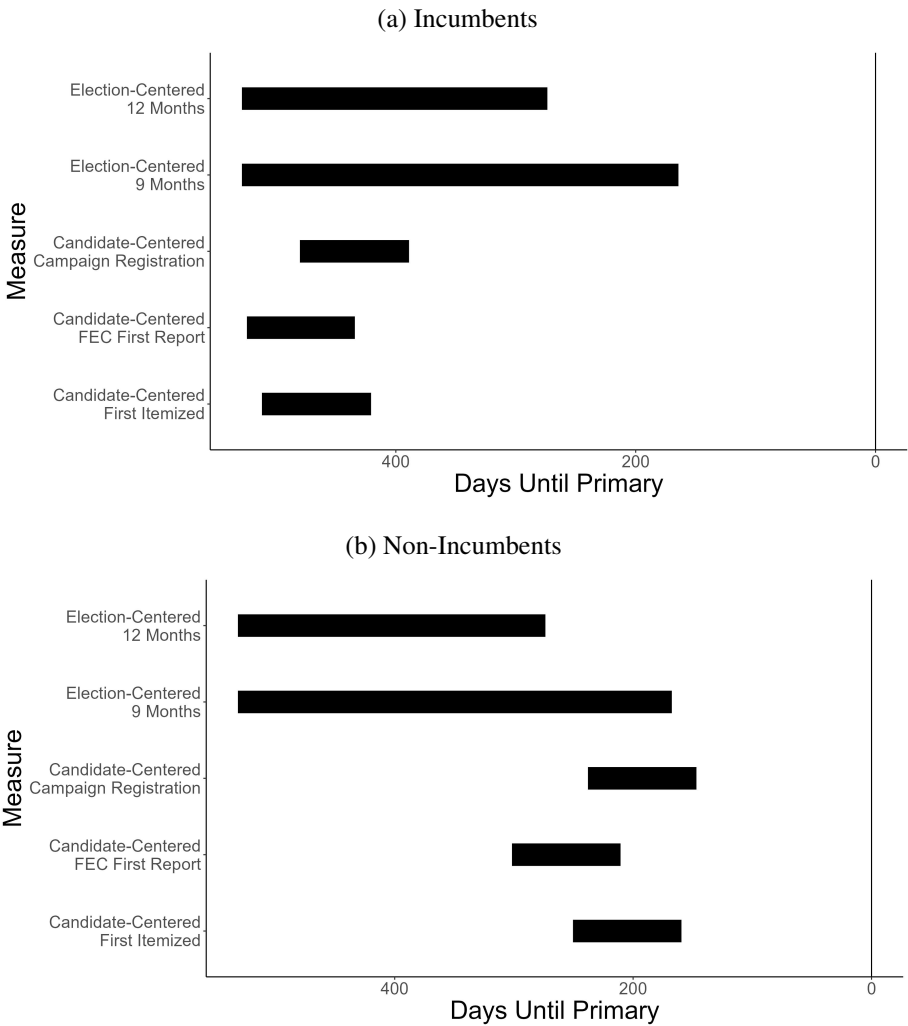 (a) Incumbents
Election-Centered
12 Months
Election-Centered
9 Months
Candidate-Centered
Campaign Registration
Candidate-Centered
FEC First Report
Candidate-Centered
First Itemized
Measure
400
200
0
Days Until Primary
(b) Non-Incumbents
Election-Centered
12 Months
Election-Centered
9 Months
Candidate-Centered
Campaign Registration
Candidate-Centered
FEC First Report
Candidate-Centered
First Itemized
Measure
400
200
0
Days Until Primary